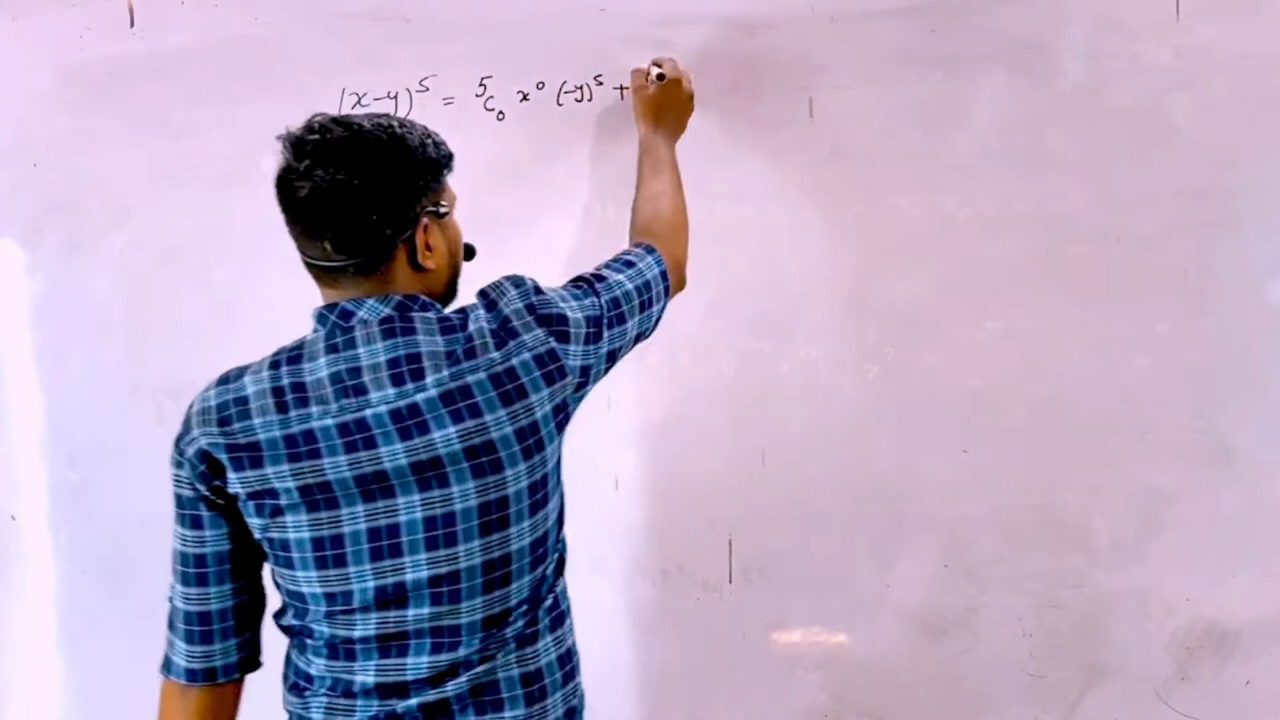 (x-y)⁵ = ⁵C₀ x⁰ (-y)⁵ +